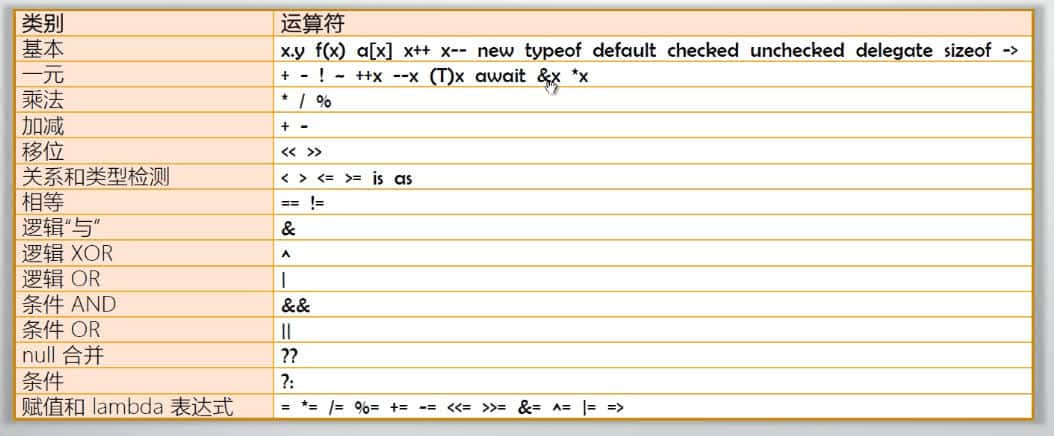 类别 运算符
基本 x.y f(x) a[x] x++ x-- new typeof default checked unchecked delegate sizeof ->
一元 + - ! ~ ++x --x (T)x await &x *x
乘法 * / %
加减 + -
移位 << >>
关系和类型检测 < > <= >= is as
相等 == !=
逻辑“与” &
逻辑 XOR ^
逻辑 OR |
条件 AND &&
条件 OR ||
null 合并 ??
条件 ?:
赋值和 lambda 表达式 = *= /= %= += -= <<= >>= &= ^= |= =>